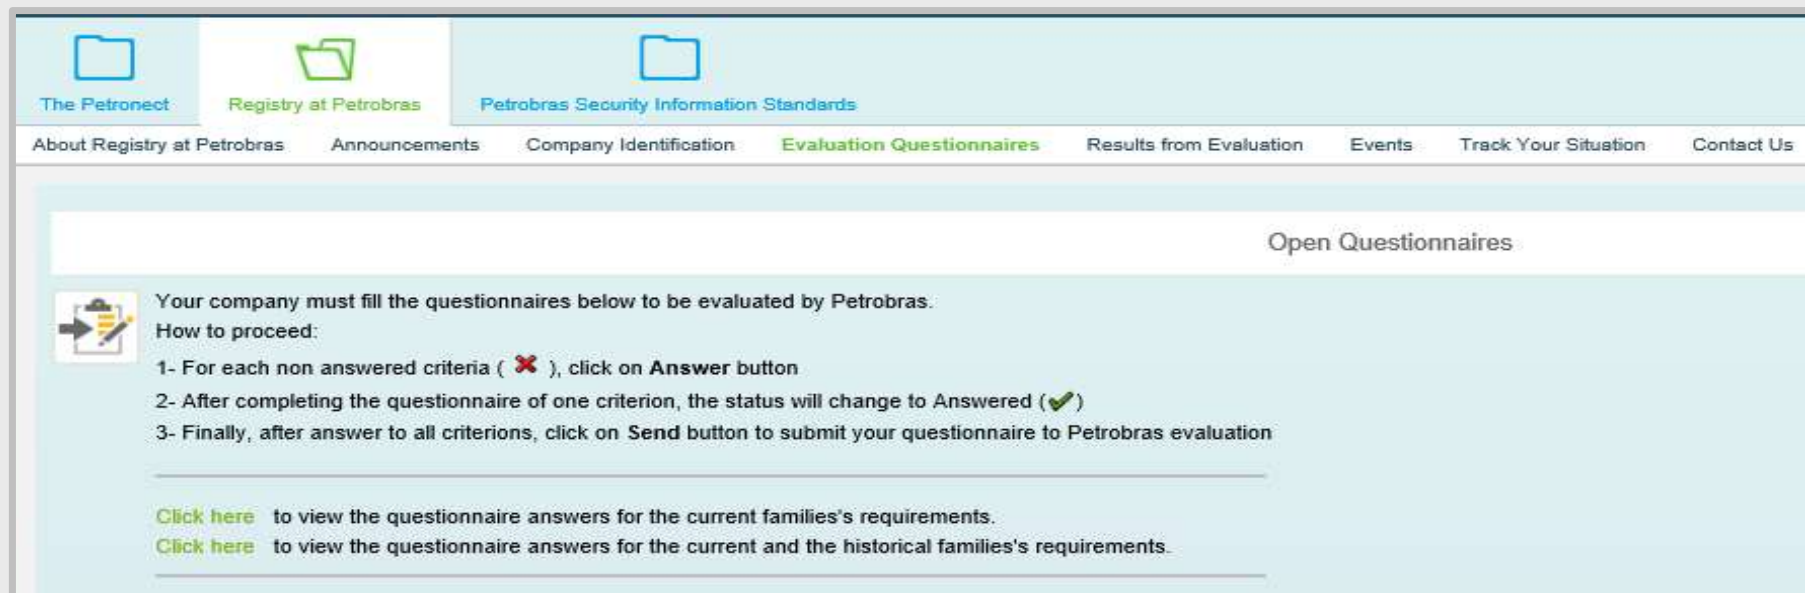 The Petronect
Registry at Petrobras
Petrobras Security Information Standards
About Registry at Petrobras Announcements Company Identification Evaluation Questionnaires Results from Evaluation Events Track Your Situation Contact Us
Open Questionnaires
Your company must fill the questionnaires below to be evaluated by Petrobras.
How to proceed:
1- For each non answered criteria ( ✖ ), click on Answer button
2- After completing the questionnaire of one criterion, the status will change to Answered (✔)
3- Finally, after answer to all criterions, click on Send button to submit your questionnaire to Petrobras evaluation
Click here to view the questionnaire answers for the current families's requirements.
Click here to view the questionnaire answers for the current and the historical families's requirements.